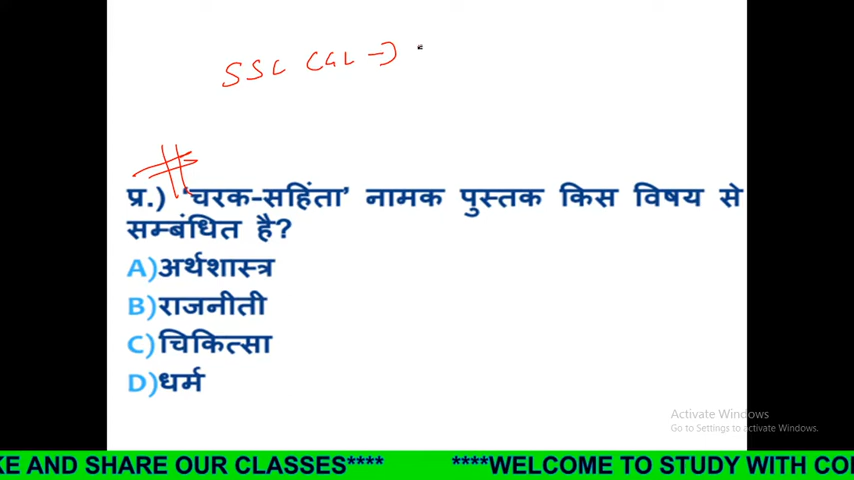 SSC CGL →
#
प्र.) 'चरक-सहिंता' नामक पुस्तक किस विषय से
सम्बंधित है?
A)अर्थशास्त्र
B)राजनीती
C)चिकित्सा
D)धर्म
Activate Windows
Go to Settings to activate Windows.
KE AND SHARE OUR CLASSES**** ****WELCOME TO STUDY WITH CO